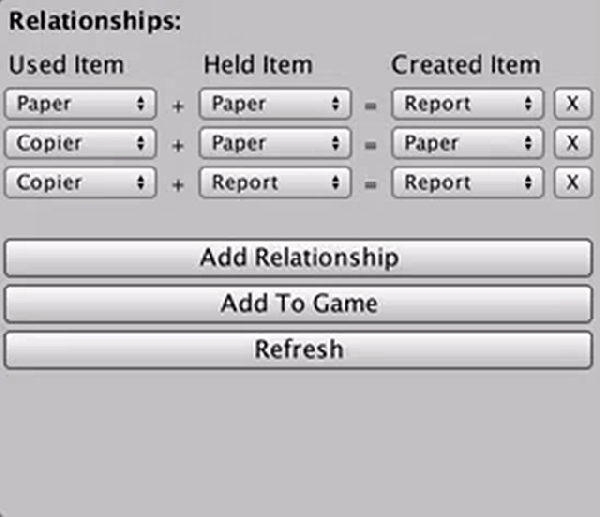 Relationships:
Used Item Held Item Created Item
Paper + Paper = Report X
Copier + Paper = Paper X
Copier + Report = Report X
Add Relationship
Add To Game
Refresh